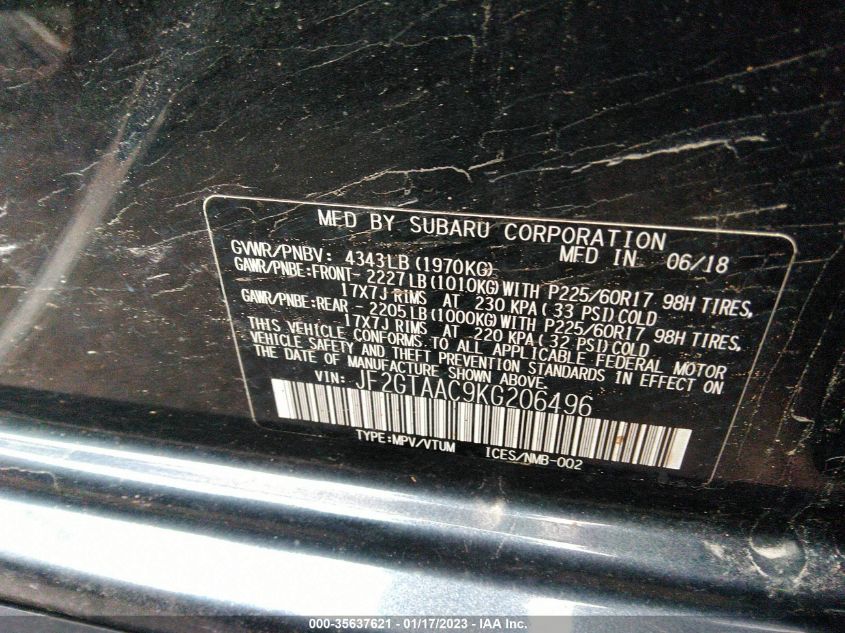 MFD BY SUBARU CORPORATION
GVWR/PNBV: 4343LB(1970KG) MFD IN 06/18
GAWR/PNBE:FRONT- 2227LB(1010KG)WITH P225/60R17 98H TIRES,
17X7J RIMS AT 230 KPA(33 PSI)COLD
GAWR/PNBE:REAR - 2205LB(1000KG)WITH P225/60R17 98H TIRES,
17X7J RIMS AT 220 KPA(32 PSI)COLD
THIS VEHICLE CONFORMS TO ALL APPLICABLE FEDERAL MOTOR
VEHICLE SAFETY AND THEFT PREVENTION STANDARDS IN EFFECT ON
THE DATE OF MANUFACTURE SHOWN ABOVE.
VIN: JF2GTAAC9KG206496
TYPE:MPV/VTUM ICES/NMB-002
000-35637621 - 01/17/2023 - IAA Inc.